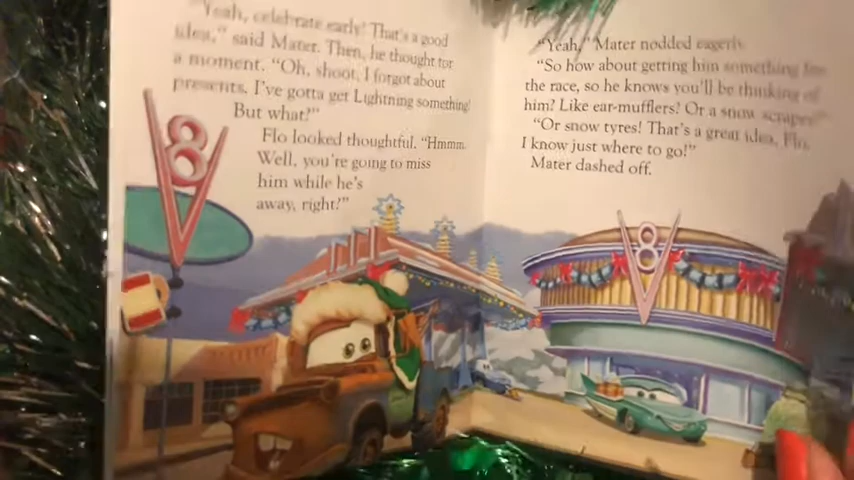 "Yeah, celebrate early! That's a good
idea," said Mater. Then, he thought for
a moment. "Oh, shoot, I forgot about
presents. I've gotta get Lightning something!
But what?"
Flo looked thoughtful. "Hmmm.
Well, you're going to miss
him while he's
away, right?"
8
"Yeah," Mater nodded eagerly.
"So how about getting him something for
the race, so he knows you'll be thinking of
him? Like ear-mufflers? Or a snow scraper?"
"Or snow tyres! That's a great idea, Flo.
I know just where to go!"
Mater dashed off.
8